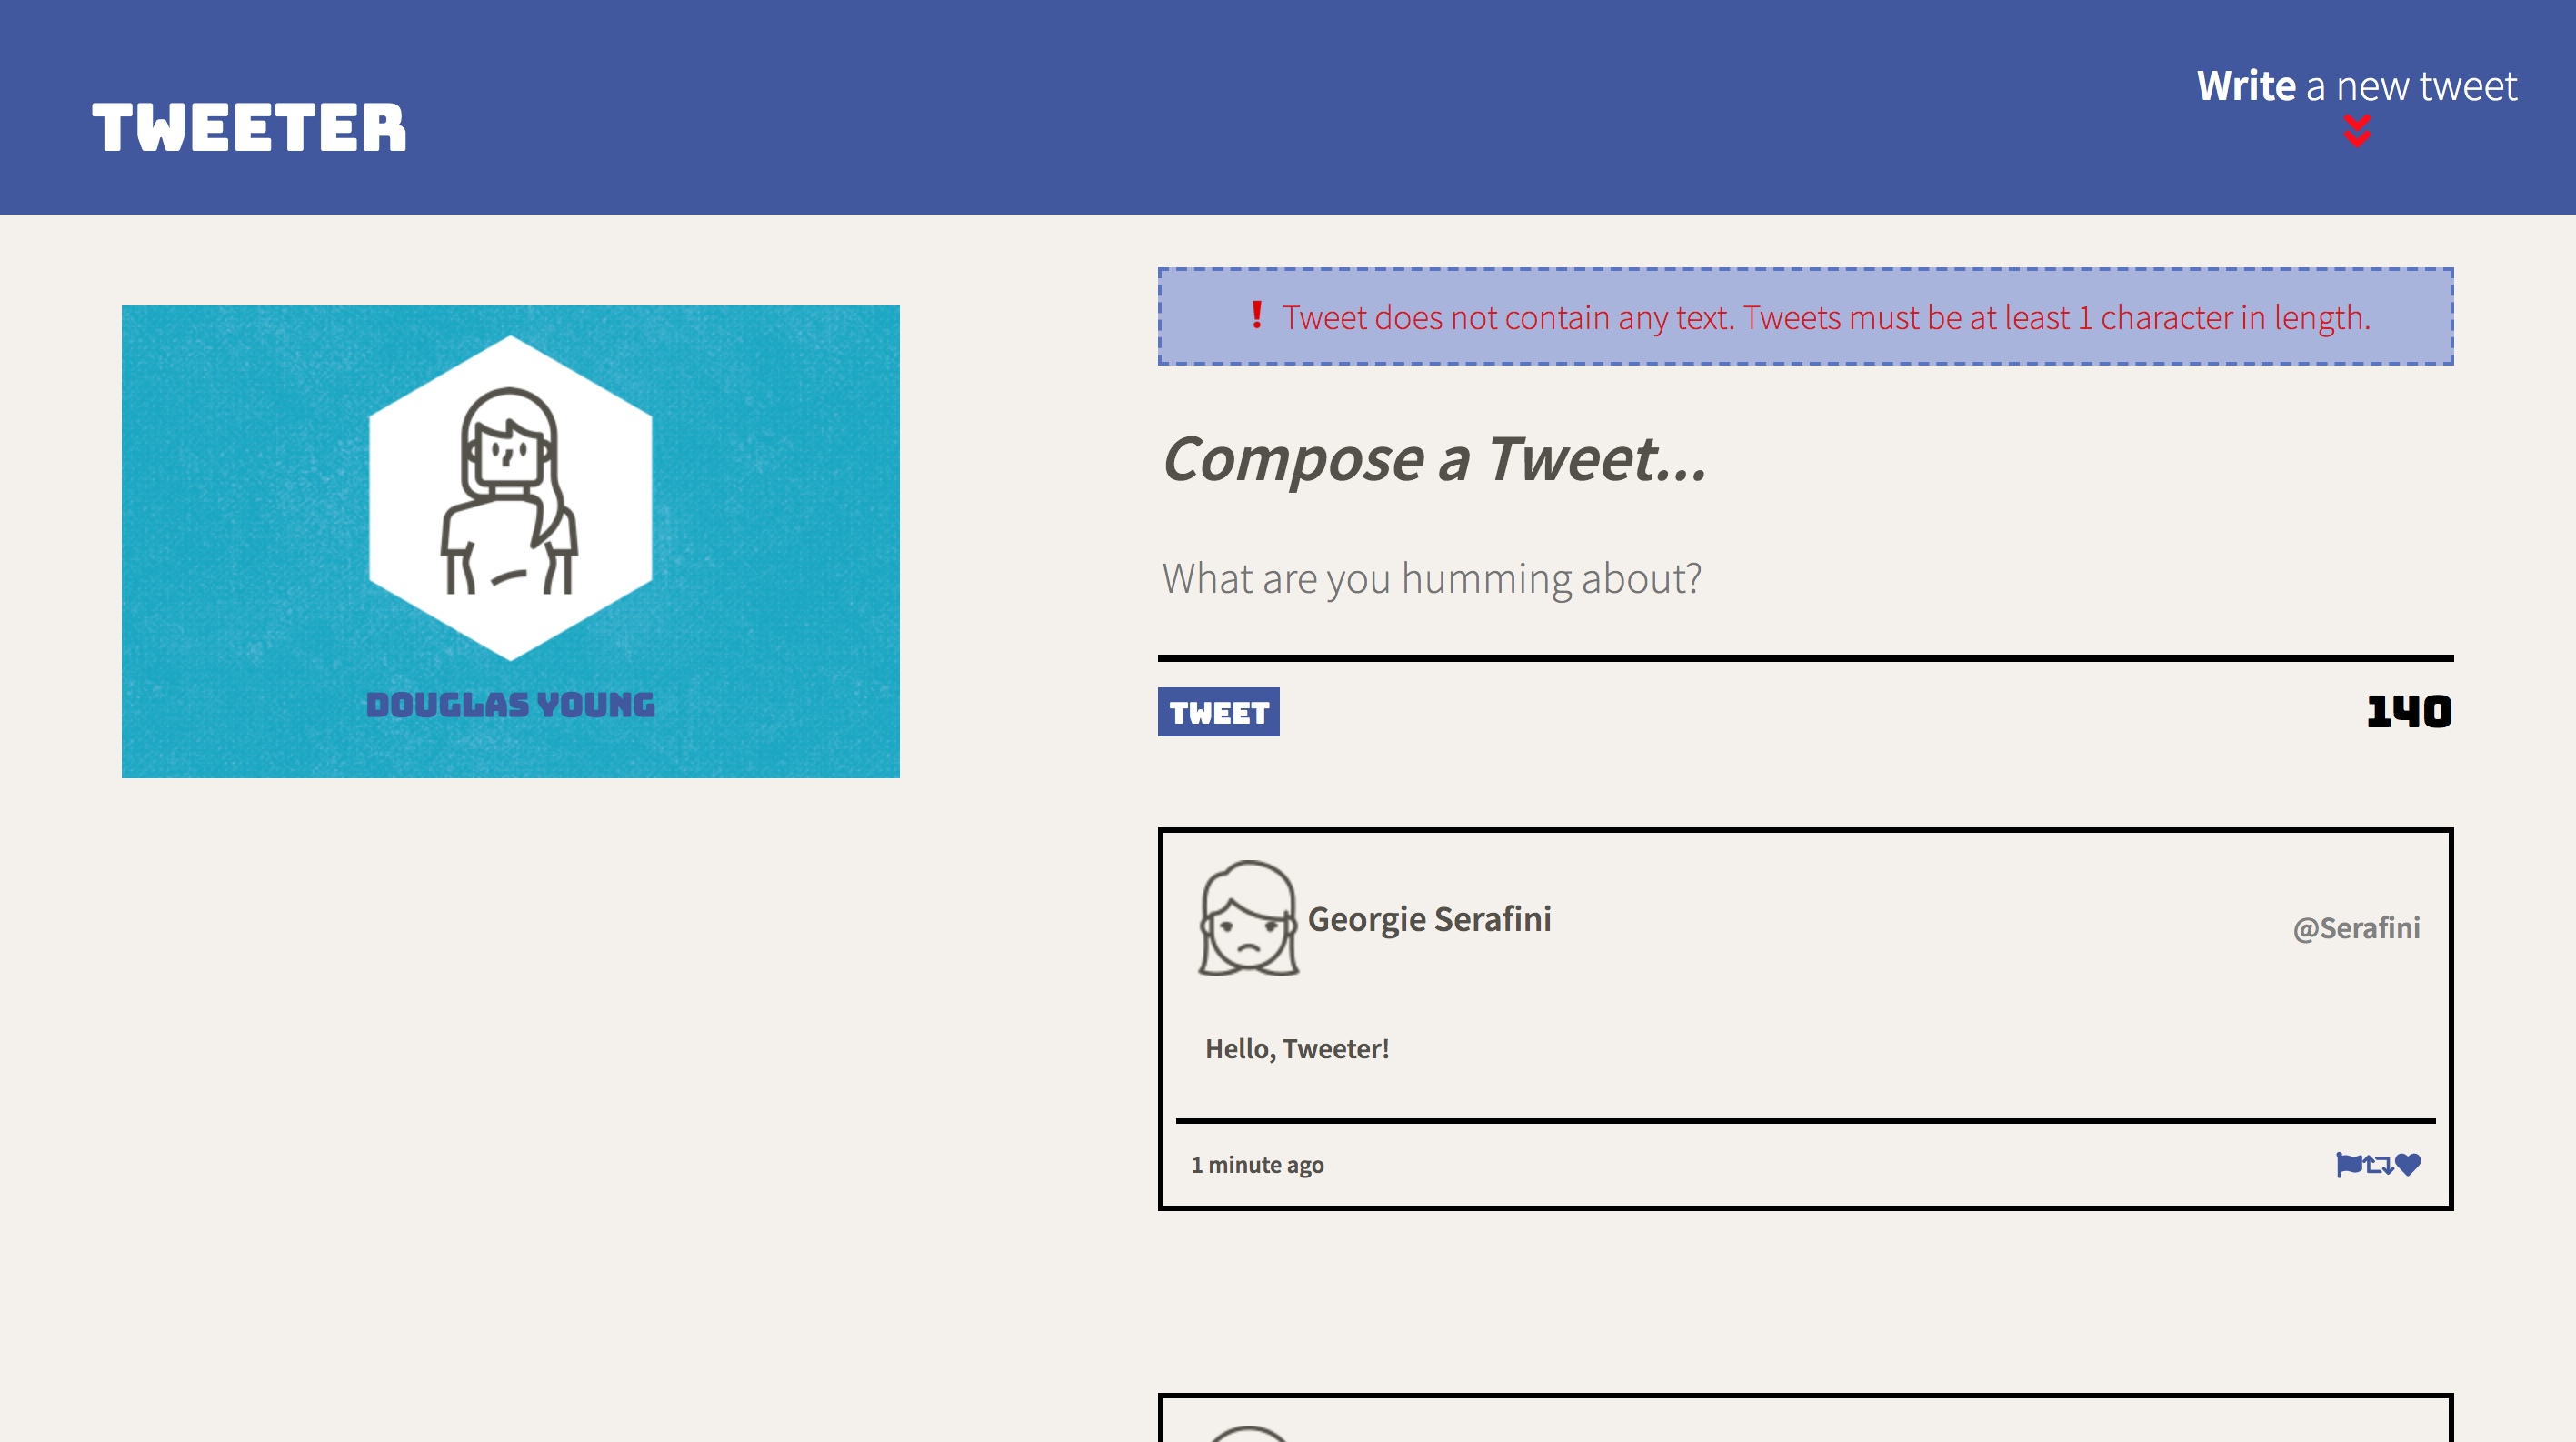 TWEETER
Write a new tweet
DOUGLAS YOUNG
! Tweet does not contain any text. Tweets must be at least 1 character in length.
Compose a Tweet...
What are you humming about?
TWEET
140
Georgie Serafini
@Serafini
Hello, Tweeter!
1 minute ago